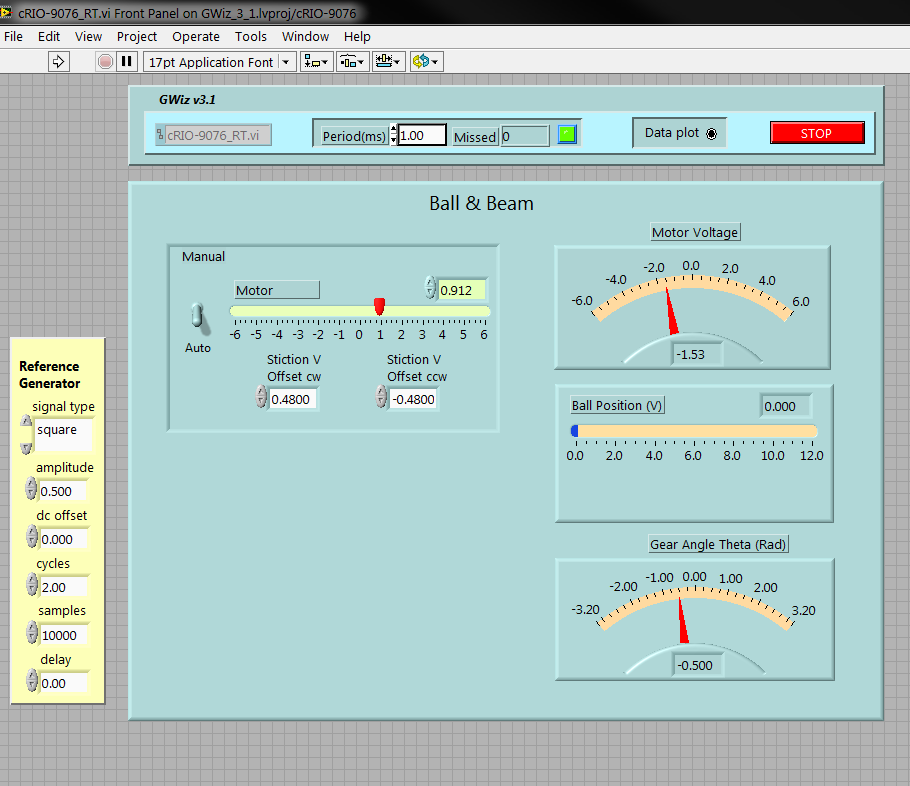 cRIO-9076_RT.vi Front Panel on GWiz_3_1.lvproj/cRIO-9076
File Edit View Project Operate Tools Window Help
17pt Application Font
GWiz v3.1
cRIO-9076_RT.vi
Period(ms) 1.00
Missed 0
Data plot
STOP
Ball & Beam
Manual
Motor
0.912
-6 -5 -4 -3 -2 -1 0 1 2 3 4 5 6
Auto
Stiction V
Offset cw
0.4800
Stiction V
Offset ccw
-0.4800
Motor Voltage
-6.0 -4.0 -2.0 0.0 2.0 4.0 6.0
-1.53
Ball Position (V)
0.000
0.0 2.0 4.0 6.0 8.0 10.0 12.0
Gear Angle Theta (Rad)
-3.20 -2.00 -1.00 0.00 1.00 2.00 3.20
-0.500
Reference
Generator
signal type
square
amplitude
0.500
dc offset
0.000
cycles
2.00
samples
10000
delay
0.00